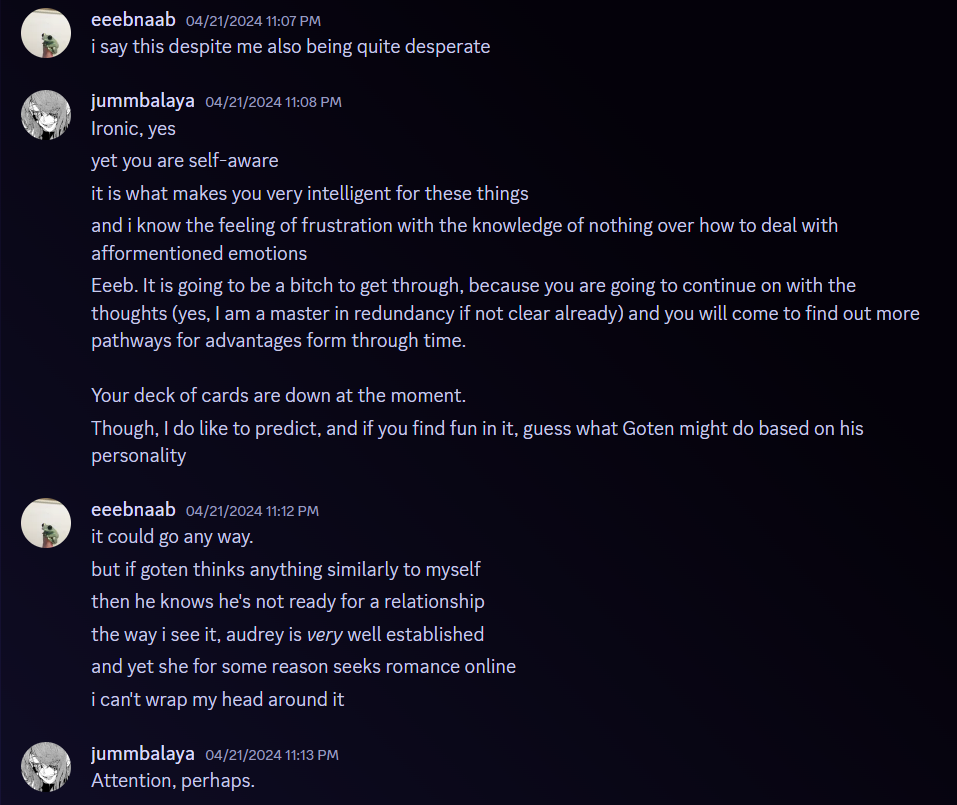 eeebnaab 04/21/2024 11:07 PM
i say this despite me also being quite desperate
jummbalaya 04/21/2024 11:08 PM
Ironic, yes
yet you are self-aware
it is what makes you very intelligent for these things
and i know the feeling of frustration with the knowledge of nothing over how to deal with
afformentioned emotions
Eeeb. It is going to be a bitch to get through, because you are going to continue on with the
thoughts (yes, I am a master in redundancy if not clear already) and you will come to find out more
pathways for advantages form through time.
Your deck of cards are down at the moment.
Though, I do like to predict, and if you find fun in it, guess what Goten might do based on his
personality
eeebnaab 04/21/2024 11:12 PM
it could go any way.
but if goten thinks anything similarly to myself
then he knows he's not ready for a relationship
the way i see it, audrey is very well established
and yet she for some reason seeks romance online
i can't wrap my head around it
jummbalaya 04/21/2024 11:13 PM
Attention, perhaps.